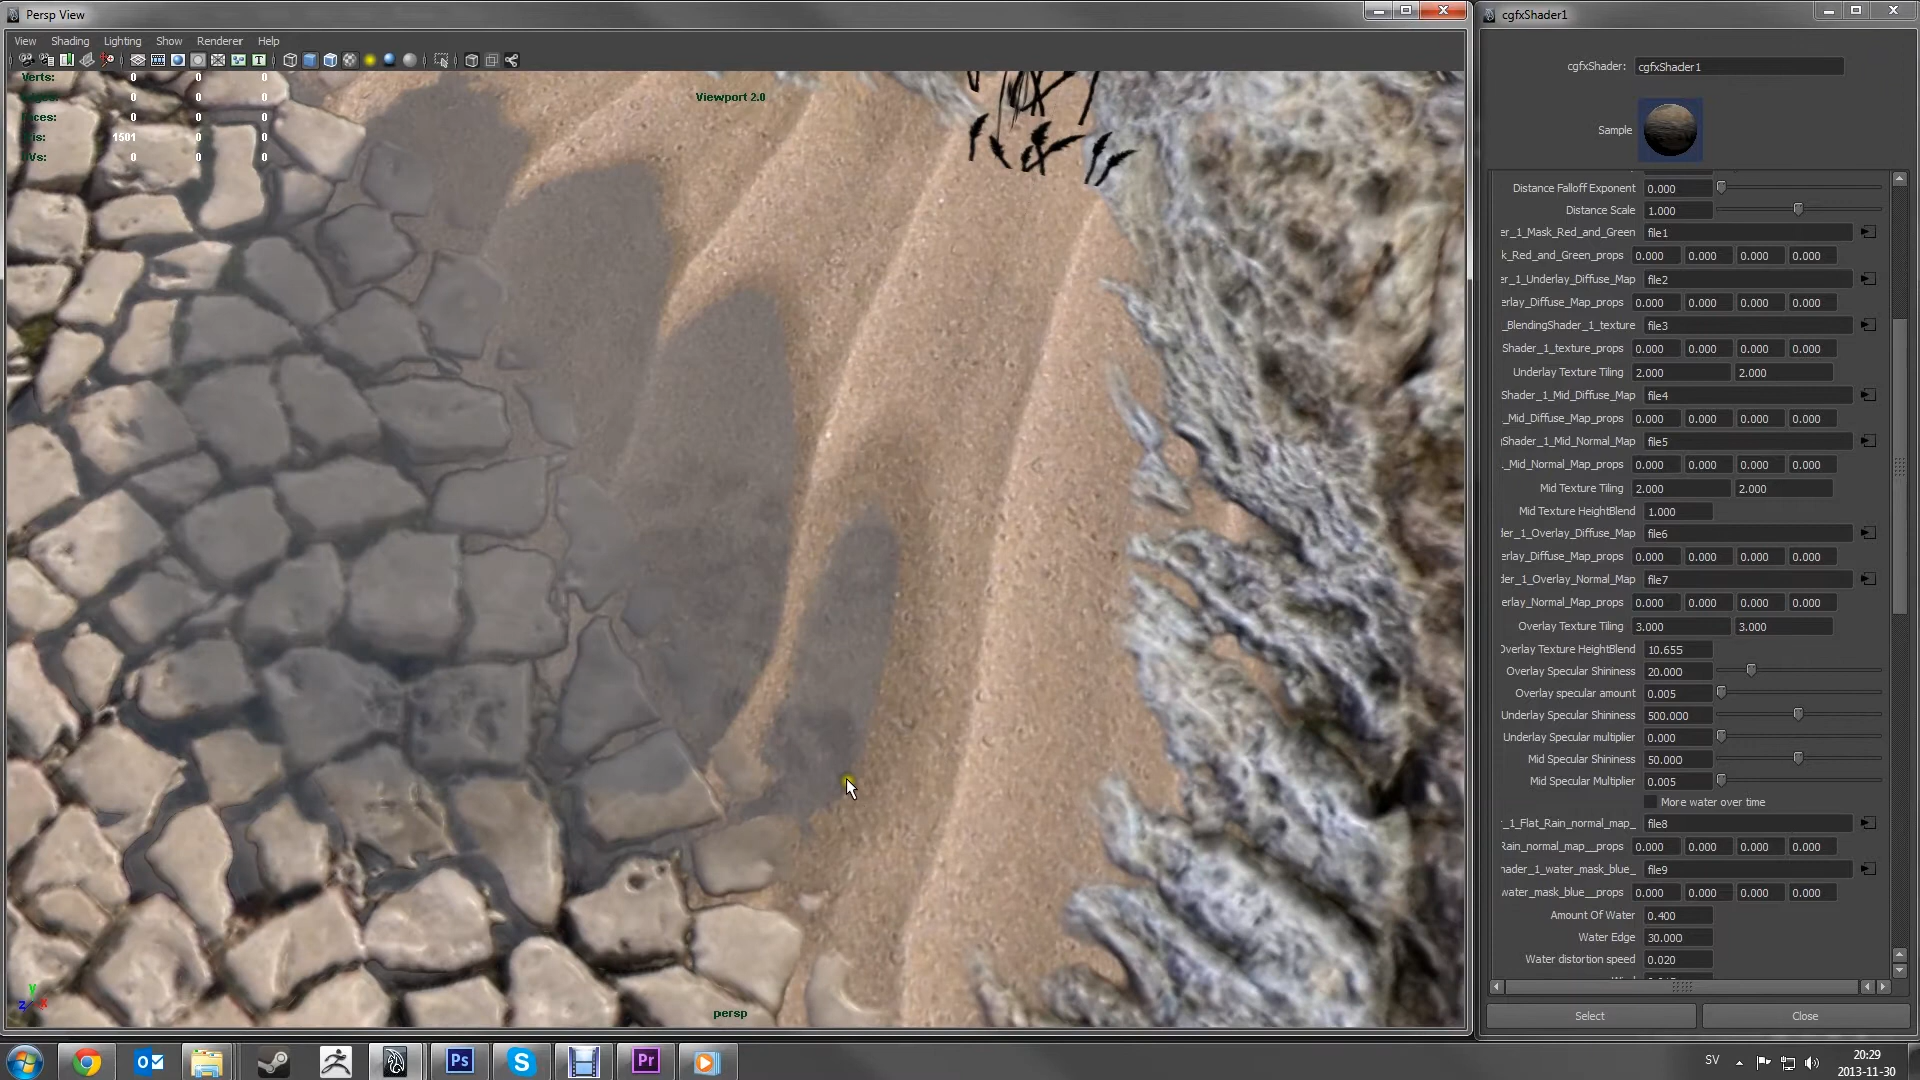 Persp View
View Shading Lighting Show Renderer Help
Verts: 0 0 0
0 0 0
0 0 0
1501 0 0
0 0 0
Viewport 2.0
y
z x
persp
cgfxShader1
cgfxShader: cgfxShader1
Sample
Distance Falloff Exponent 0.000
Distance Scale 1.000
er_1_Mask_Red_and_Green file1
k_Red_and_Green_props 0.000 0.000 0.000 0.000
er_1_Underlay_Diffuse_Map file2
erlay_Diffuse_Map_props 0.000 0.000 0.000 0.000
_BlendingShader_1_texture file3
Shader_1_texture_props 0.000 0.000 0.000 0.000
Underlay Texture Tiling 2.000 2.000
Shader_1_Mid_Diffuse_Map file4
_Mid_Diffuse_Map_props 0.000 0.000 0.000 0.000
gShader_1_Mid_Normal_Map file5
_Mid_Normal_Map_props 0.000 0.000 0.000 0.000
Mid Texture Tiling 2.000 2.000
Mid Texture HeightBlend 1.000
der_1_Overlay_Diffuse_Map file6
erlay_Diffuse_Map_props 0.000 0.000 0.000 0.000
der_1_Overlay_Normal_Map file7
erlay_Normal_Map_props 0.000 0.000 0.000 0.000
Overlay Texture Tiling 3.000 3.000
Overlay Texture HeightBlend 10.655
Overlay Specular Shininess 20.000
Overlay specular amount 0.005
Underlay Specular Shininess 500.000
Underlay Specular multiplier 0.000
Mid Specular Shininess 50.000
Mid Specular Multiplier 0.005
More water over time
_1_Flat_Rain_normal_map_ file8
Rain_normal_map__props 0.000 0.000 0.000 0.000
hader_1_water_mask_blue_ file9
water_mask_blue__props 0.000 0.000 0.000 0.000
Amount Of Water 0.400
Water Edge 30.000
Water distortion speed 0.020
Select Close
Ps
Pr
SV
20:29
2013-11-30